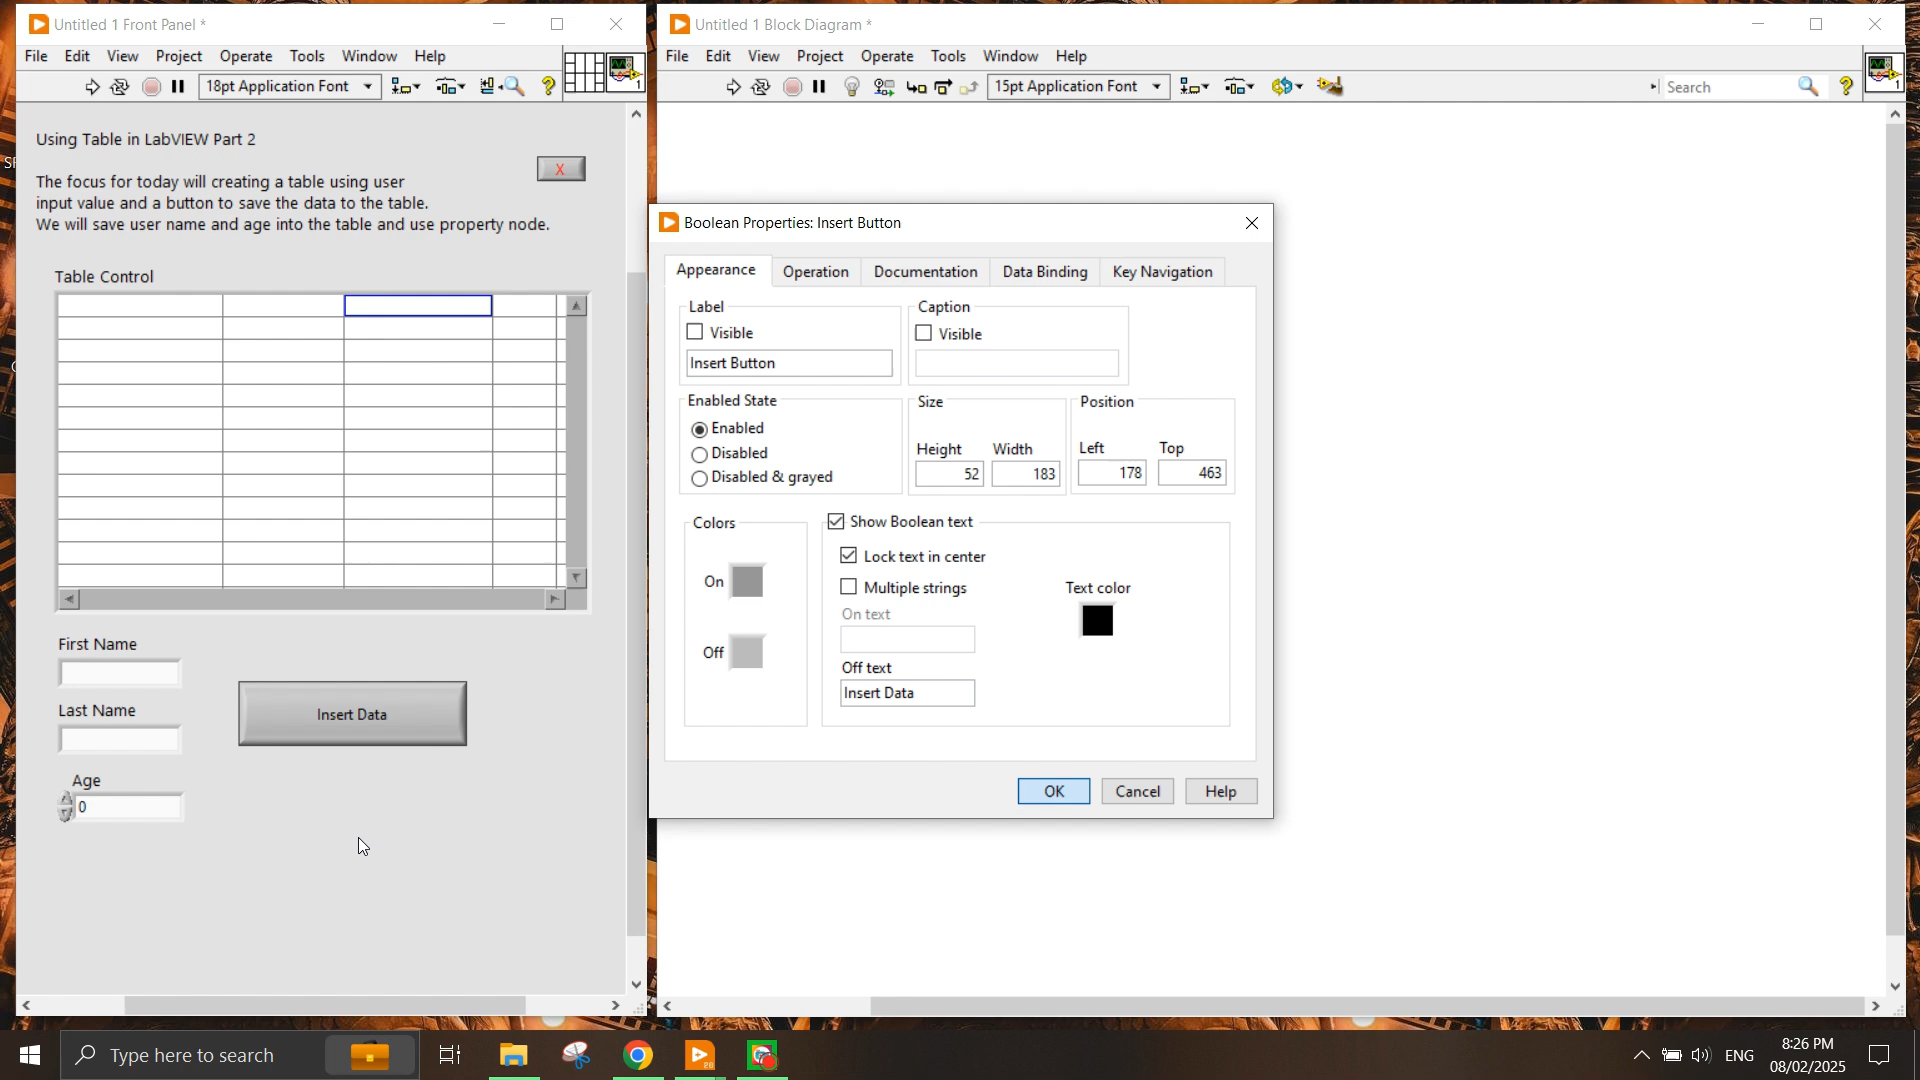 Untitled 1 Front Panel *
File Edit View Project Operate Tools Window Help
18pt Application Font
1
Using Table in LabVIEW Part 2
X
The focus for today will creating a table using user
input value and a button to save the data to the table.
We will save user name and age into the table and use property node.
Table Control
First Name
Last Name
Insert Data
Age
0
Untitled 1 Block Diagram *
File Edit View Project Operate Tools Window Help
15pt Application Font
Search
1
Boolean Properties: Insert Button
Appearance Operation Documentation Data Binding Key Navigation
Label
Visible
Insert Button
Caption
Visible
Enabled State
Enabled
Disabled
Disabled & grayed
Size
Height Width
52 183
Position
Left Top
178 463
Colors
On
Off
Show Boolean text
Lock text in center
Multiple strings
On text
Off text
Insert Data
Text color
OK Cancel Help
Type here to search
ENG
8:26 PM
08/02/2025